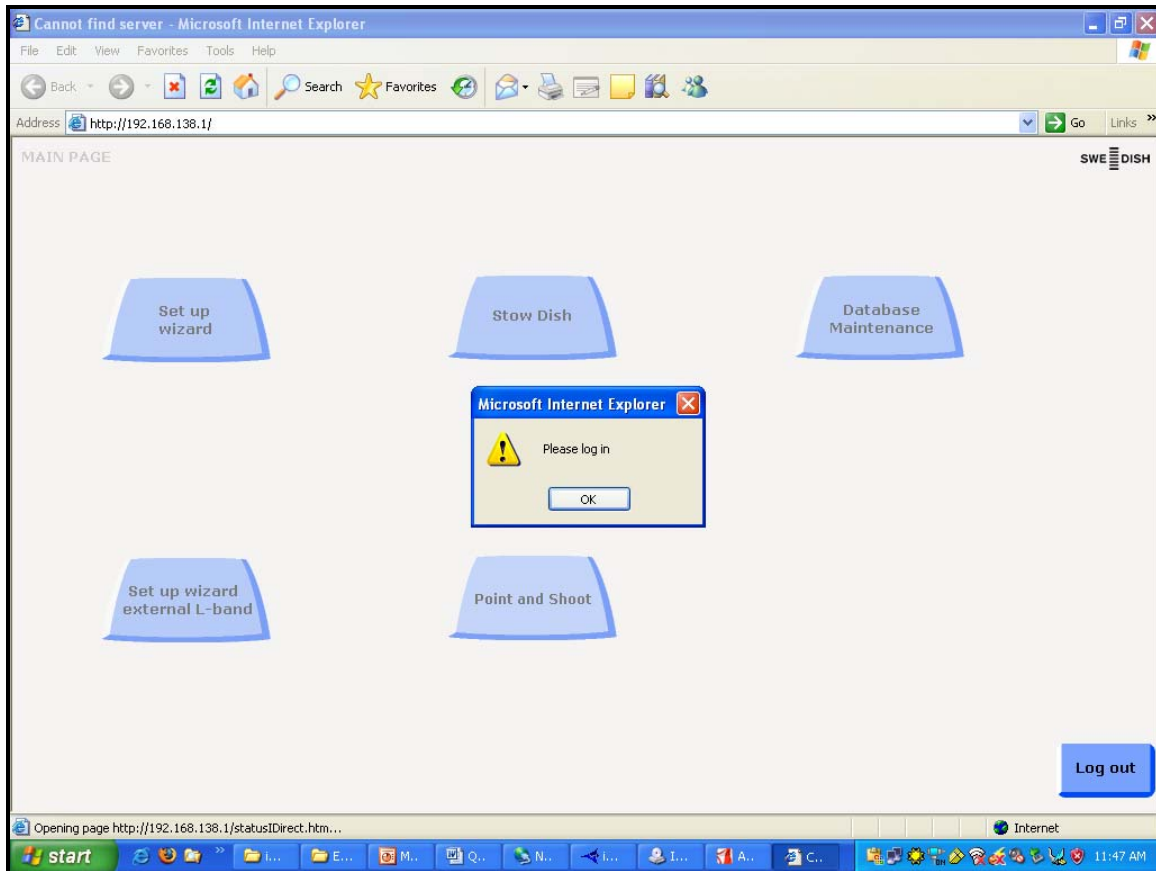 Cannot find server - Microsoft Internet Explorer
File Edit View Favorites Tools Help
Back Search Favorites
Address http://192.168.138.1/ Go Links »
MAIN PAGE
SWE DISH
Set up
wizard
Stow Dish
Database
Maintenance
Microsoft Internet Explorer
Please log in
OK
Set up wizard
external L-band
Point and Shoot
Log out
Opening page http://192.168.138.1/statusIDirect.htm... Internet
start » i... E... M.. Q.. N.. i... I... A.. C.. 11:47 AM